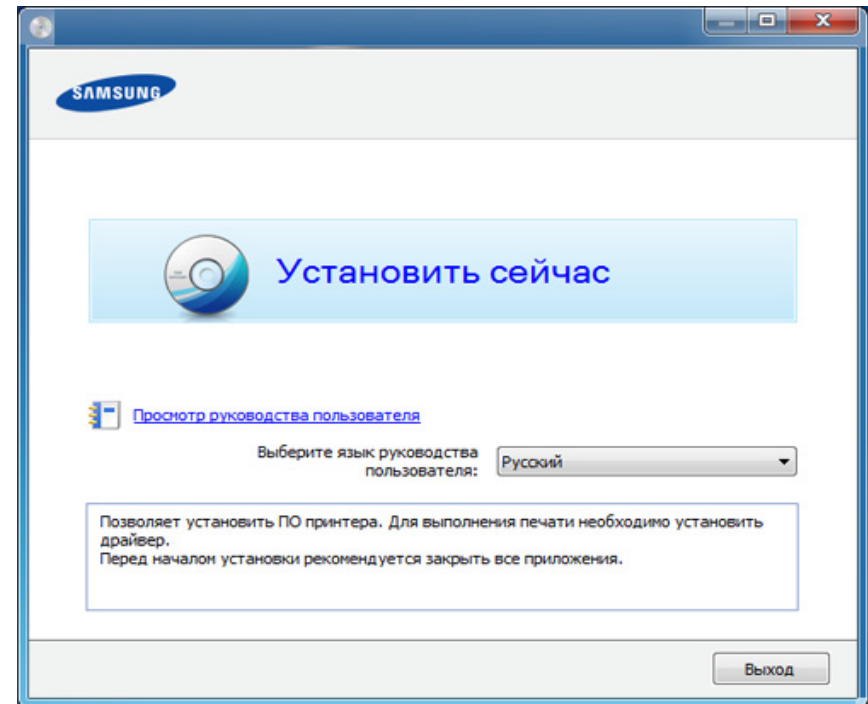 SAMSUNG
Установить сейчас
Просмотр руководства пользователя
Выберите язык руководства
пользователя:
Русский
Позволяет установить ПО принтера. Для выполнения печати необходимо установить
драйвер.
Перед началом установки рекомендуется закрыть все приложения.
Выход